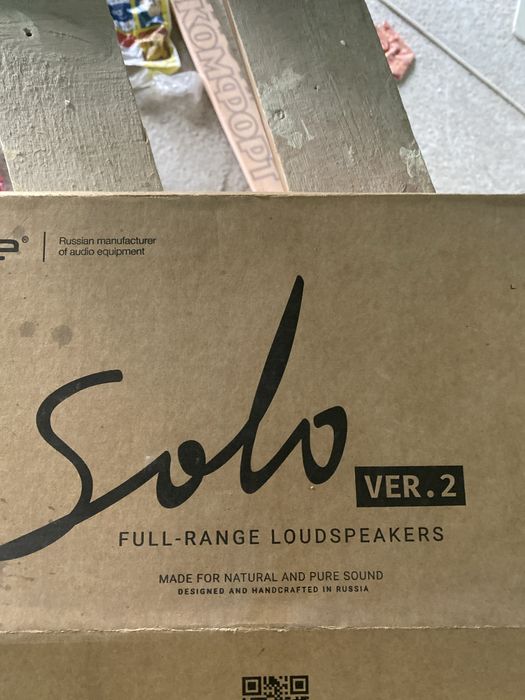 КОМФОРТ
Russian manufacturer
of audio equipment
Solo
VER.2
FULL-RANGE LOUDSPEAKERS
MADE FOR NATURAL AND PURE SOUND
DESIGNED AND HANDCRAFTED IN RUSSIA